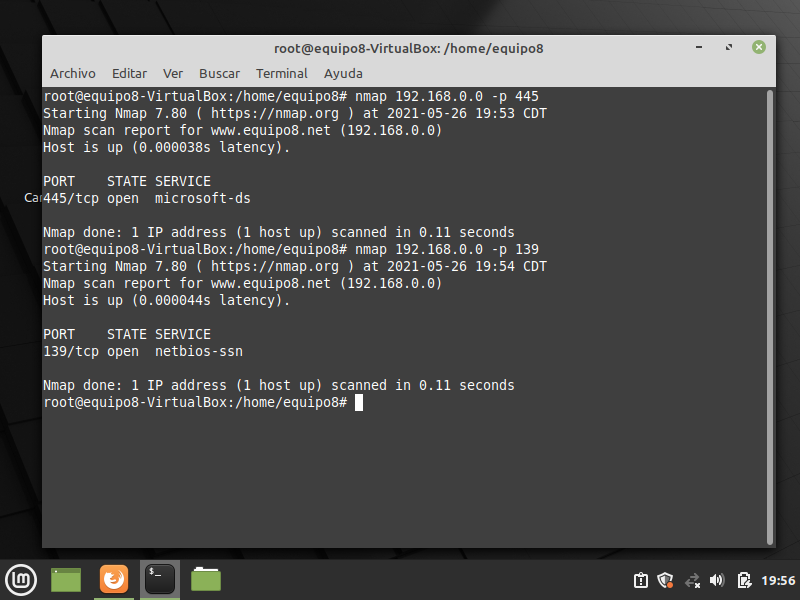 root@equipo8-VirtualBox: /home/equipo8
Archivo Editar Ver Buscar Terminal Ayuda
root@equipo8-VirtualBox:/home/equipo8# nmap 192.168.0.0 -p 445
Starting Nmap 7.80 ( https://nmap.org ) at 2021-05-26 19:53 CDT
Nmap scan report for www.equipo8.net (192.168.0.0)
Host is up (0.000038s latency).
PORT    STATE SERVICE
Car
445/tcp open  microsoft-ds
Nmap done: 1 IP address (1 host up) scanned in 0.11 seconds
root@equipo8-VirtualBox:/home/equipo8# nmap 192.168.0.0 -p 139
Starting Nmap 7.80 ( https://nmap.org ) at 2021-05-26 19:54 CDT
Nmap scan report for www.equipo8.net (192.168.0.0)
Host is up (0.000044s latency).
PORT    STATE SERVICE
139/tcp open  netbios-ssn
Nmap done: 1 IP address (1 host up) scanned in 0.11 seconds
root@equipo8-VirtualBox:/home/equipo8#
$_
19:56